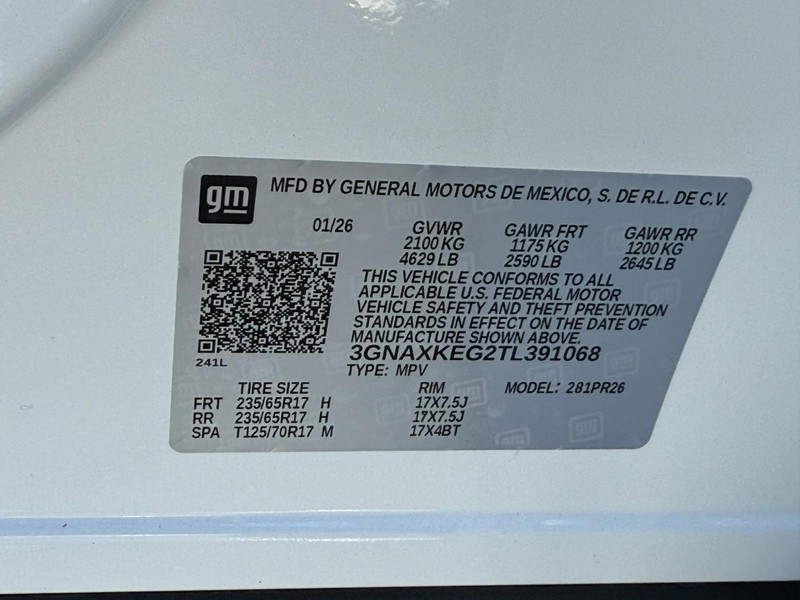 gm MFD BY GENERAL MOTORS DE MEXICO, S. DE R.L. DE C.V.
01/26 GVWR GAWR FRT GAWR RR
2100 KG 1175 KG 1200 KG
4629 LB 2590 LB 2645 LB
THIS VEHICLE CONFORMS TO ALL
APPLICABLE U.S. FEDERAL MOTOR
VEHICLE SAFETY AND THEFT PREVENTION
STANDARDS IN EFFECT ON THE DATE OF
MANUFACTURE SHOWN ABOVE.
3GNAXKEG2TL391068
241L
TYPE: MPV
TIRE SIZE RIM MODEL: 281PR26
FRT 235/65R17 H 17X7.5J
RR 235/65R17 H 17X7.5J
SPA T125/70R17 M 17X4BT